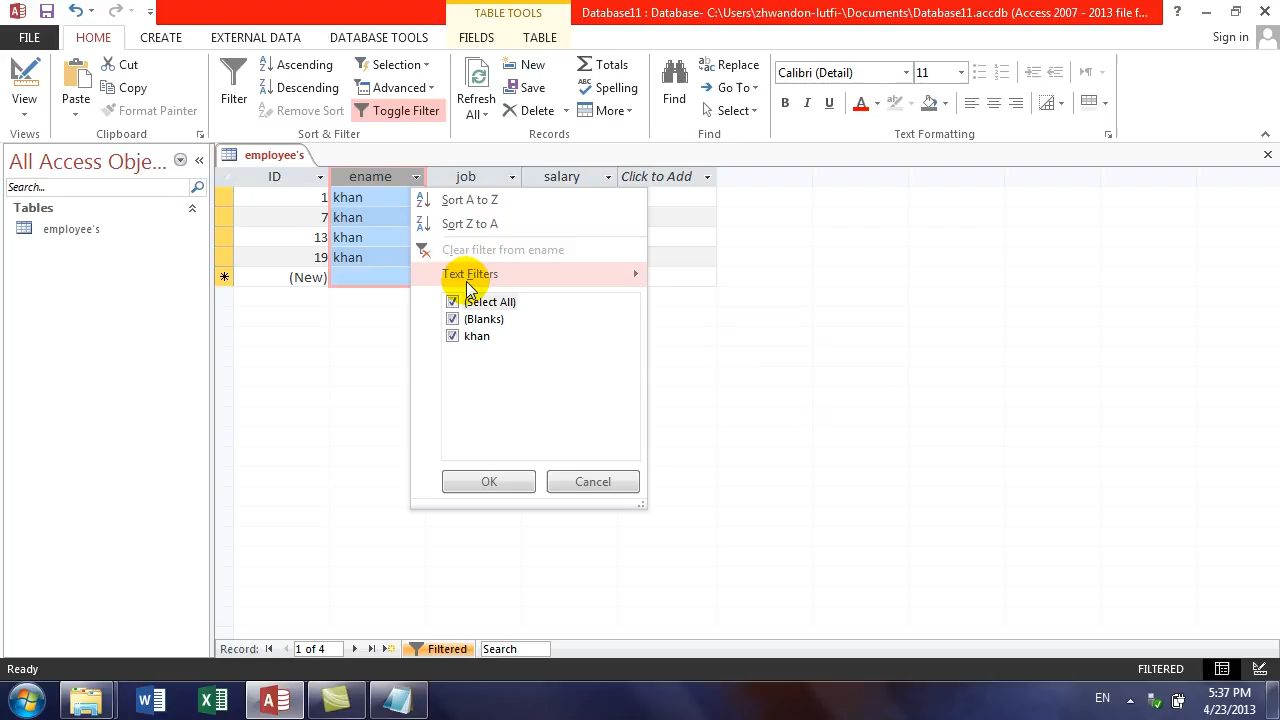 TABLE TOOLS
Database11 : Database- C:\Users\zhwandon-lutfi-\Documents\Database11.accdb (Access 2007 - 2013 file f...
?
FILE HOME CREATE EXTERNAL DATA DATABASE TOOLS FIELDS TABLE Sign in
View
Views
Paste
Cut
Copy
Format Painter
Clipboard
Filter
Ascending
Descending
Remove Sort
Selection
Advanced
Toggle Filter
Sort & Filter
Refresh
All
New
Save
Delete
Totals
Spelling
More
Records
Find
Replace
Go To
Select
Find
Calibri (Detail) 11
B I U A
Text Formatting
All Access Obje...
Search...
Tables
employee's
employee's
ID ename job salary Click to Add
1 khan
7 khan
13 khan
19 khan
(New)
Sort A to Z
Sort Z to A
Clear filter from ename
Text Filters
(Select All)
(Blanks)
khan
OK Cancel
Record: 1 of 4 Filtered Search
Ready FILTERED
EN
5:37 PM
4/23/2013